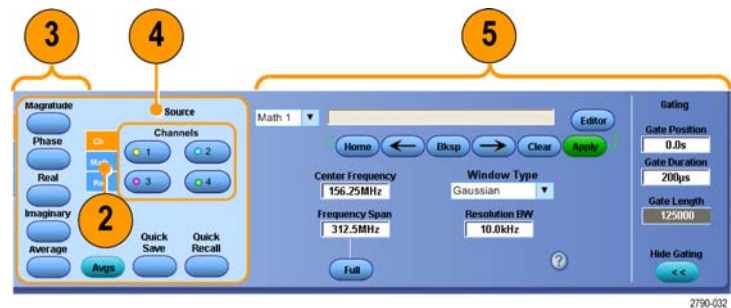 3
4
5
Magnitude
Phase
Real
Imaginary
Average
Source
Channels
Ch
1
2
3
4
2
Avgs
Quick Save
Quick Recall
Math 1
Editor
Home
Bksp
Clear
Apply
Center Frequency
156.25MHz
Window Type
Gaussian
Frequency Span
312.5MHz
Resolution BW
10.0kHz
Full
?
Gating
Gate Position
0.0s
Gate Duration
200µs
Gate Length
125000
Hide Gating
<<
2790-032